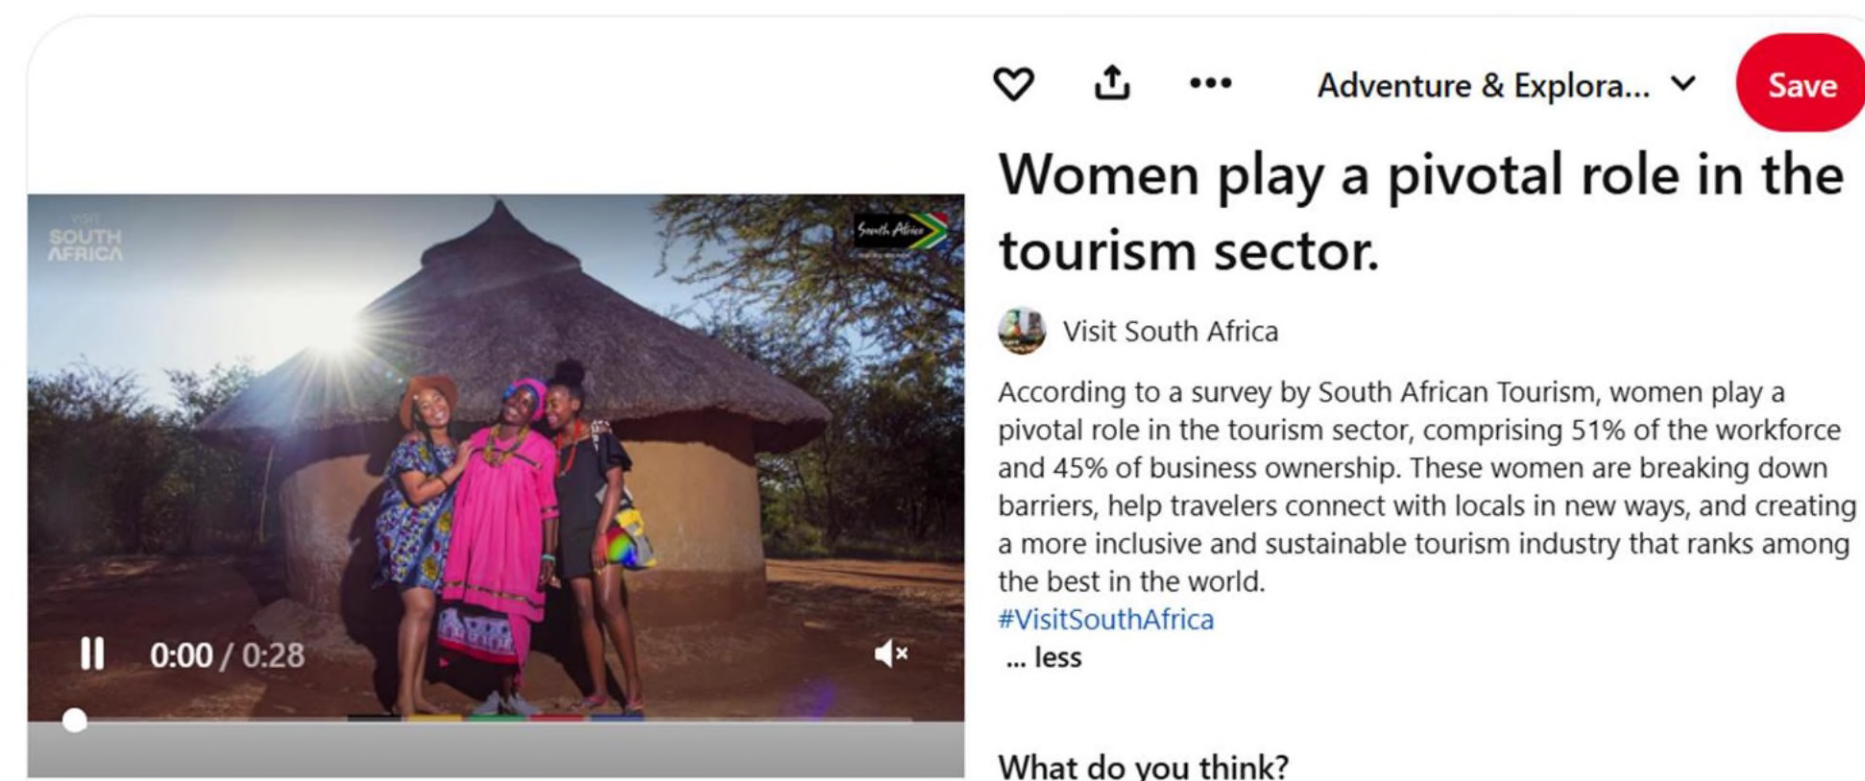 Adventure & Explora...
Save
Women play a pivotal role in the
tourism sector.
VISIT
SOUTH
AFRICA
South Africa
Visit South Africa
According to a survey by South African Tourism, women play a
pivotal role in the tourism sector, comprising 51% of the workforce
and 45% of business ownership. These women are breaking down
barriers, help travelers connect with locals in new ways, and creating
a more inclusive and sustainable tourism industry that ranks among
the best in the world.
#VisitSouthAfrica
... less
0:00 / 0:28
What do you think?